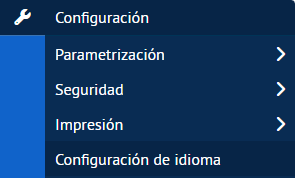 Configuración
Parametrización
Seguridad
Impresión
Configuración de idioma